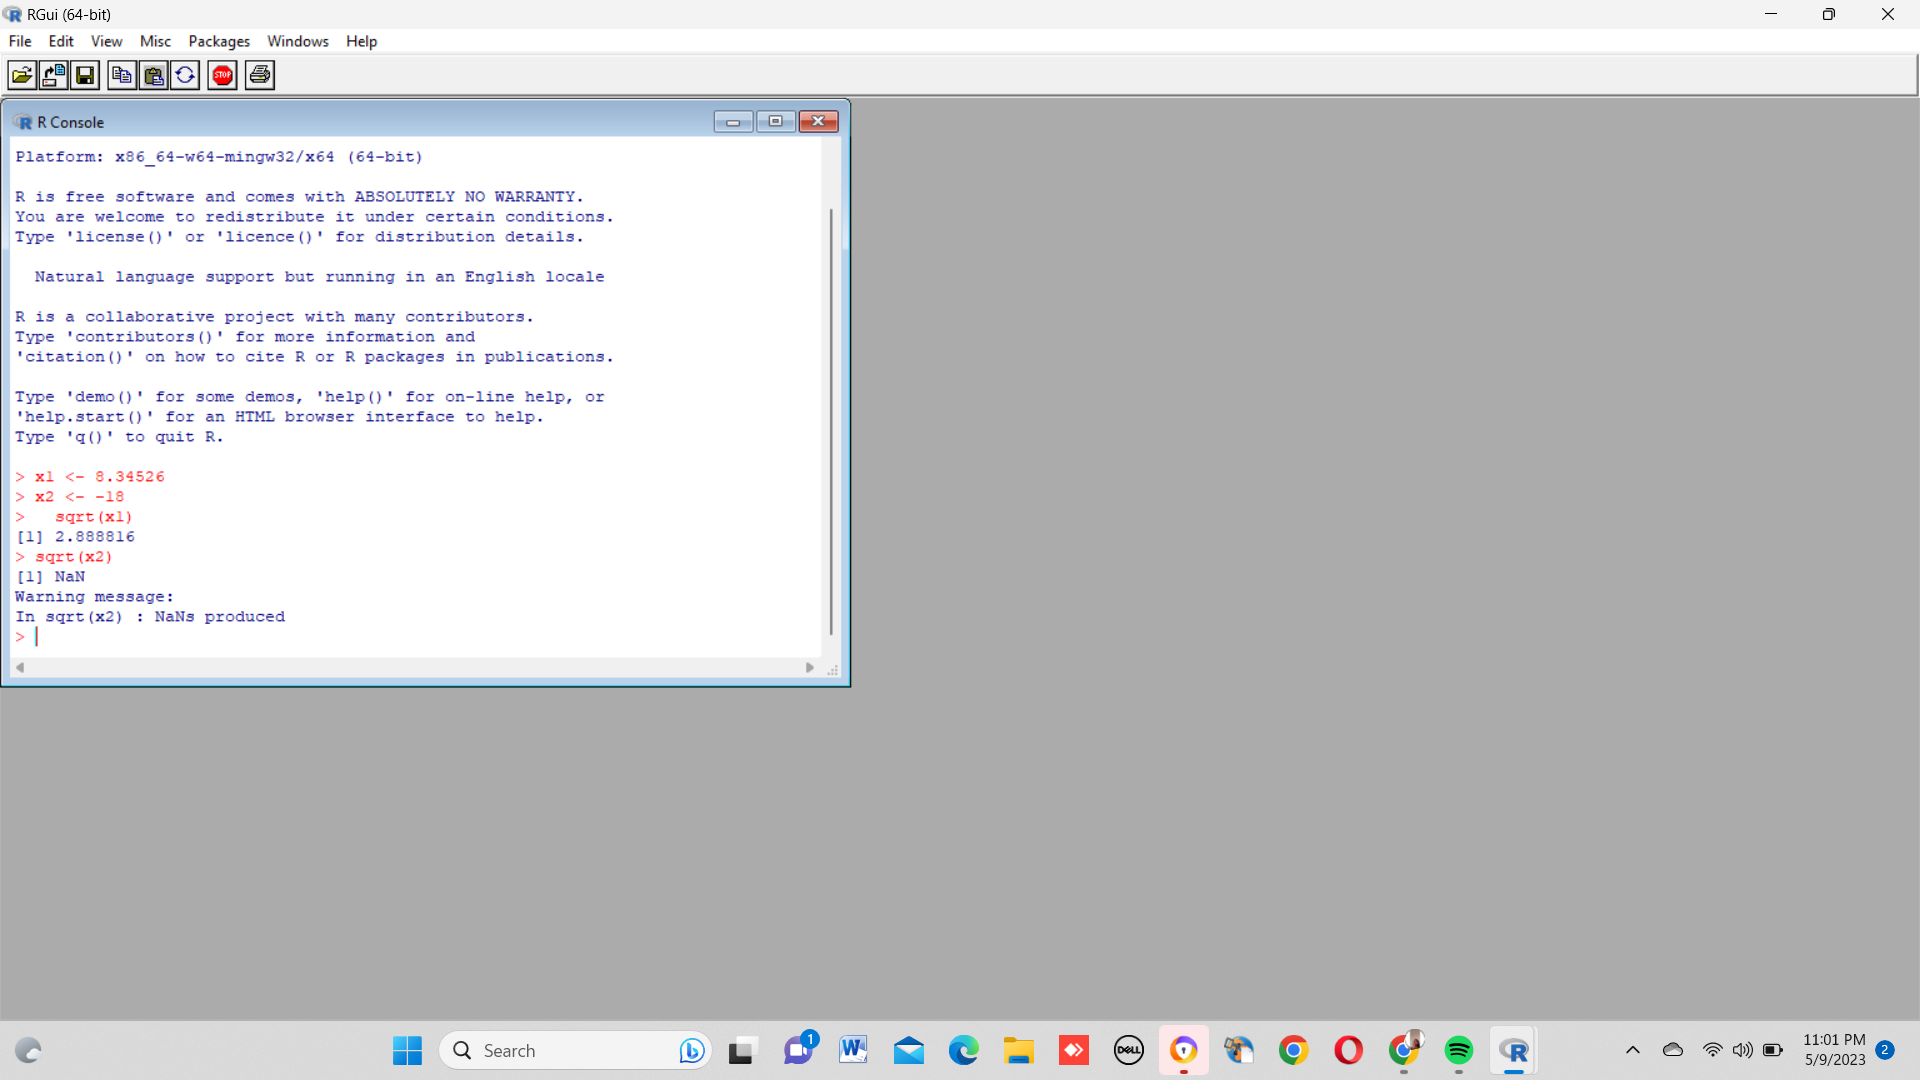 RGui (64-bit)
File Edit View Misc Packages Windows Help
STOP
R Console
Platform: x86_64-w64-mingw32/x64 (64-bit)
R is free software and comes with ABSOLUTELY NO WARRANTY.
You are welcome to redistribute it under certain conditions.
Type 'license()' or 'licence()' for distribution details.
Natural language support but running in an English locale
R is a collaborative project with many contributors.
Type 'contributors()' for more information and
'citation()' on how to cite R or R packages in publications.
Type 'demo()' for some demos, 'help()' for on-line help, or
'help.start()' for an HTML browser interface to help.
Type 'q()' to quit R.
> x1 <- 8.34526
> x2 <- -18
>   sqrt(x1)
[1] 2.888816
> sqrt(x2)
[1] NaN
Warning message:
In sqrt(x2) : NaNs produced
>
Search
1
W
DELL
R
11:01 PM
5/9/2023
2